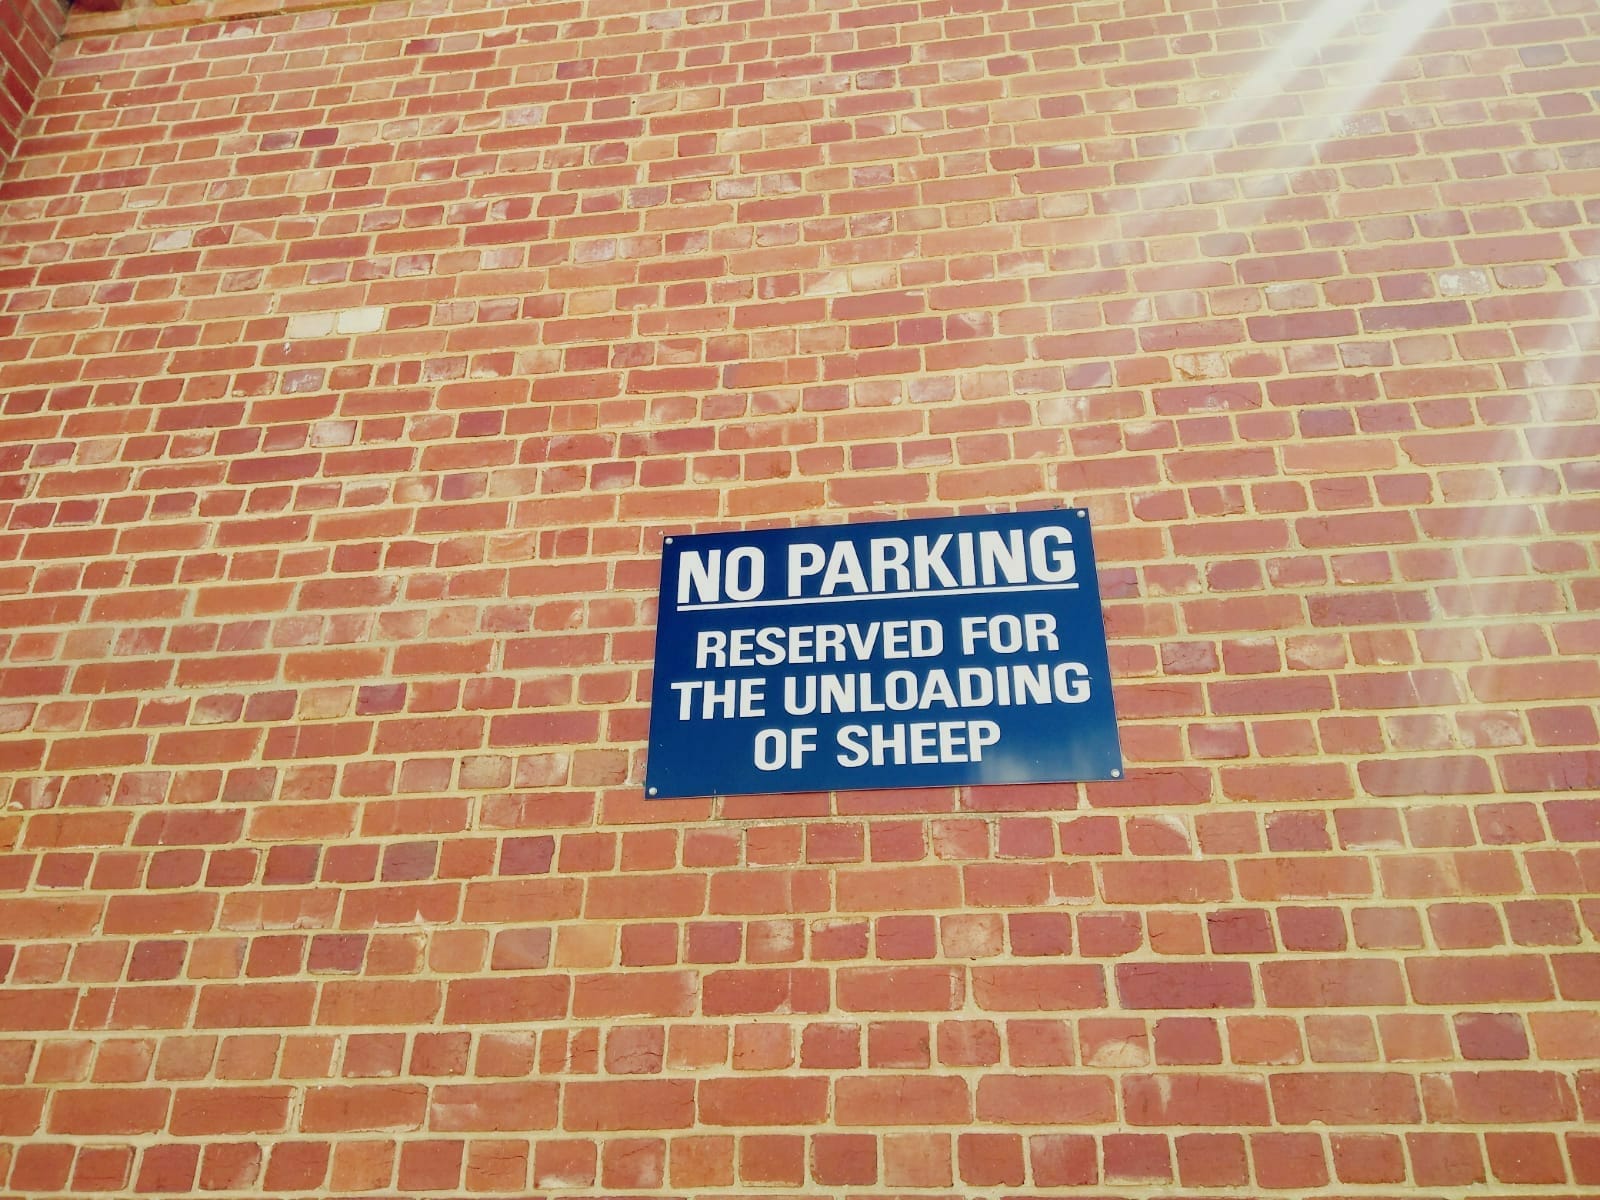 NO PARKING
RESERVED FOR
THE UNLOADING
OF SHEEP